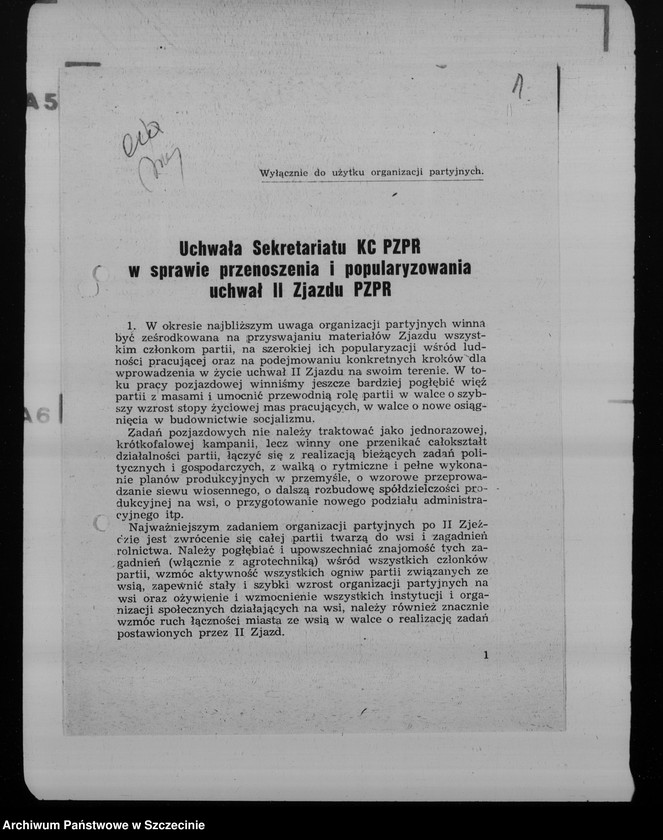 A5
1.
Wyłącznie do użytku organizacji partyjnych.
Uchwała Sekretariatu KC PZPR
w sprawie przenoszenia i popularyzowania
uchwał II Zjazdu PZPR
1. W okresie najbliższym uwaga organizacji partyjnych winna
być ześrodkowana na przyswajaniu materiałów Zjazdu wszyst-
kim członkom partii, na szerokiej ich popularyzacji wśród lud-
ności pracującej oraz na podejmowaniu konkretnych kroków dla
wprowadzenia w życie uchwał II Zjazdu na swoim terenie. W to-
ku pracy pozjazdowej winniśmy jeszcze bardziej pogłębić więź
partii z masami i umocnić przewodnią rolę partii w walce o szyb-
szy wzrost stopy życiowej mas pracujących, w walce o nowe osiąg-
nięcia w budownictwie socjalizmu.
A6
Zadań pozjazdowych nie należy traktować jako jednorazowej,
krótkofalowej kampanii, lecz winny one przenikać całokształt
działalności partii, łączyć się z realizacją bieżących zadań poli-
tycznych i gospodarczych, z walką o rytmiczne i pełne wykona-
nie planów produkcyjnych w przemyśle, o wzorowe przeprowa-
dzanie siewu wiosennego, o dalszą rozbudowę spółdzielczości pro-
dukcyjnej na wsi, o przygotowanie nowego podziału administra-
cyjnego itp.
Najważniejszym zadaniem organizacji partyjnych po II Zjeź-
dzie jest zwrócenie się całej partii twarzą do wsi i zagadnień
rolnictwa. Należy pogłębiać i upowszechniać znajomość tych za-
gadnień (włącznie z agrotechniką) wśród wszystkich członków
partii, wzmóc aktywność wszystkich ogniw partii związanych ze
wsią, zapewnić stały i szybki wzrost organizacji partyjnych na
wsi oraz ożywienie i wzmocnienie wszystkich instytucji i orga-
nizacji społecznych działających na wsi, należy również znacznie
wzmóc ruch łączności miasta ze wsią w walce o realizację zadań
postawionych przez II Zjazd.
1
Archiwum Państwowe w Szczecinie